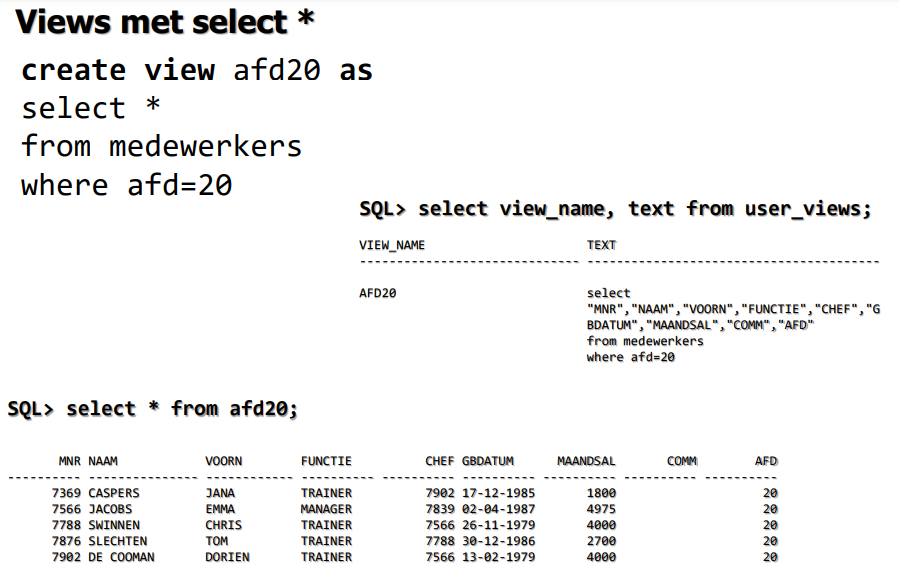 Views met select *
create view afd20 as
select *
from medewerkers
where afd=20
SQL> select view_name, text from user_views;
VIEW_NAME                      TEXT
------------------------------ ----------------------------------------
AFD20                          select
"MNR","NAAM","VOORN","FUNCTIE","CHEF","G
BDATUM","MAANDSAL","COMM","AFD"
from medewerkers
where afd=20
SQL> select * from afd20;
MNR NAAM            VOORN        FUNCTIE          CHEF GBDATUM      MAANDSAL       COMM        AFD
---------- --------------- ------------ ---------- ---------- ---------- ---------- ---------- ----------
7369 CASPERS         JANA         TRAINER          7902 17-12-1985       1800                    20
7566 JACOBS          EMMA         MANAGER          7839 02-04-1987       4975                    20
7788 SWINNEN         CHRIS        TRAINER          7566 26-11-1979       4000                    20
7876 SLECHTEN        TOM          TRAINER          7788 30-12-1986       2700                    20
7902 DE COOMAN       DORIEN       TRAINER          7566 13-02-1979       4000                    20